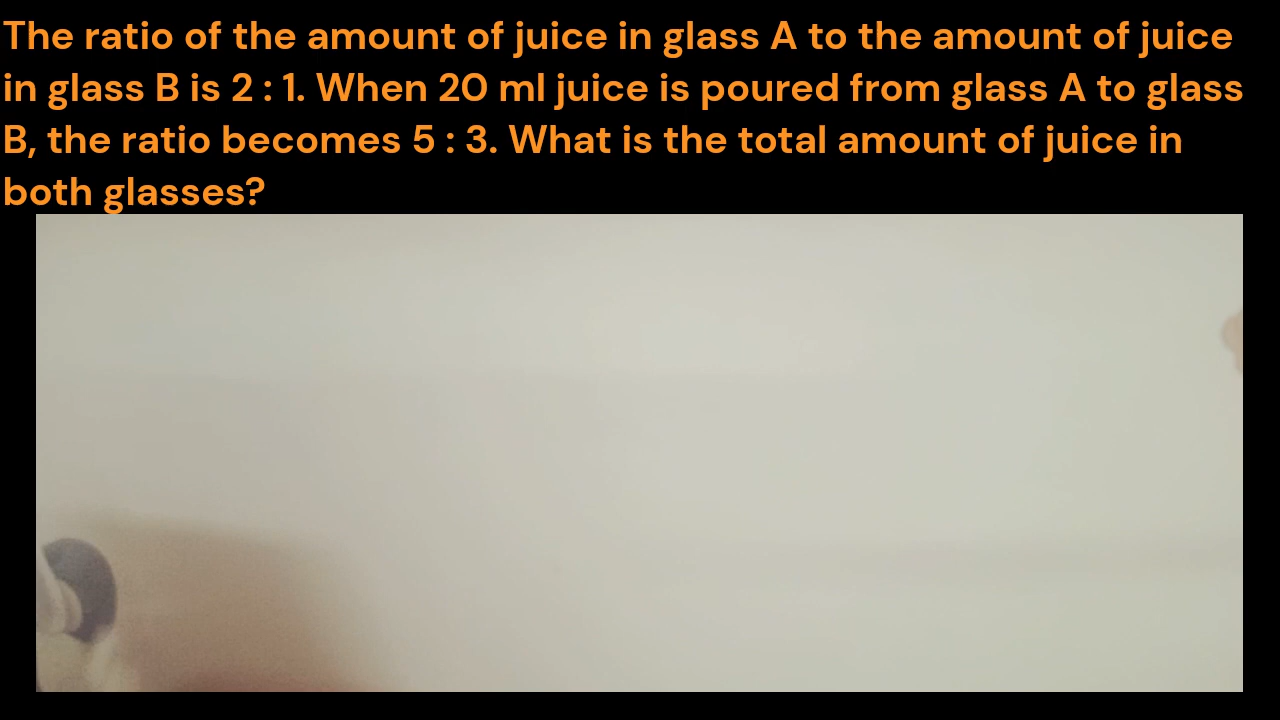 The ratio of the amount of juice in glass A to the amount of juice
in glass B is 2 : 1. When 20 ml juice is poured from glass A to glass
B, the ratio becomes 5 : 3. What is the total amount of juice in
both glasses?